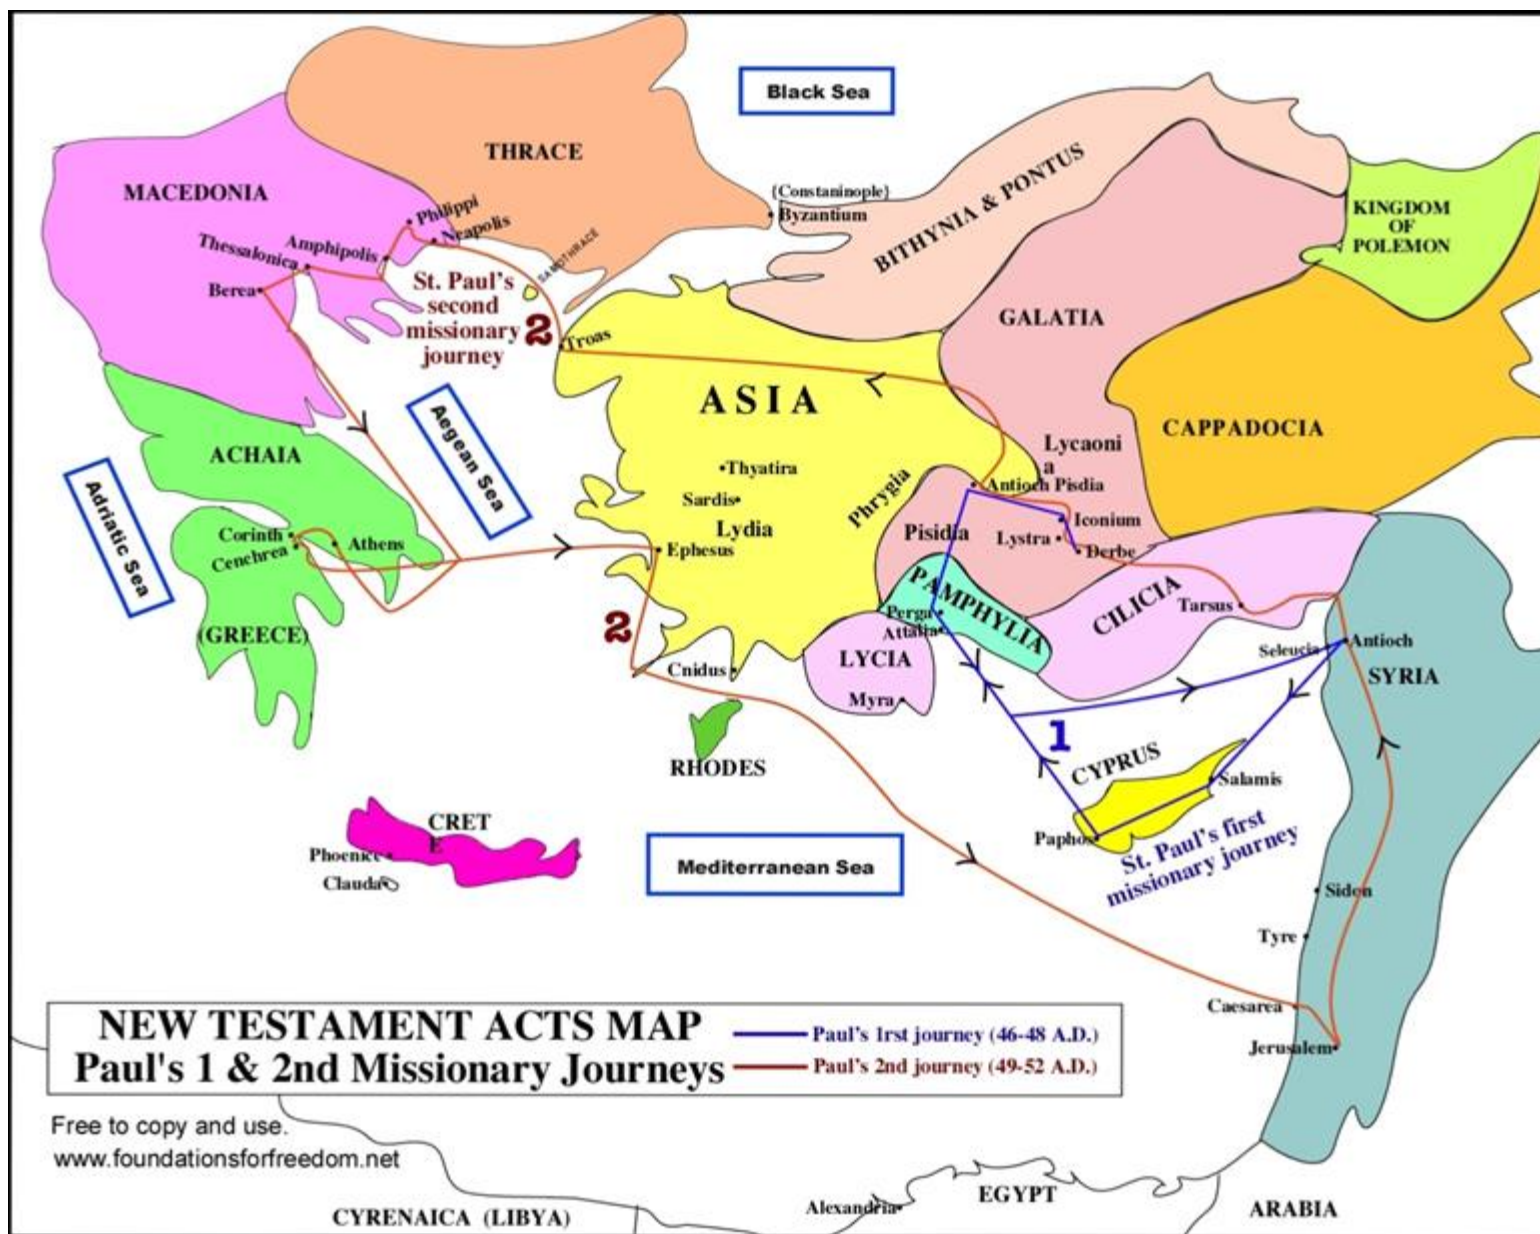 Black Sea
THRACE
MACEDONIA
{Constaninople}
Byzantium
BITHYNIA & PONTUS
KINGDOM
OF
POLEMON
Philippi
Neapolis
Amphipolis
Thessalonica
Berea
SAMOTHRACE
St. Paul's
second
missionary
journey
2
Troas
GALATIA
ASIA
CAPPADOCIA
Aegean Sea
ACHAIA
Adriatic Sea
Lycaoni
a
Thyatira
Sardis
Lydia
Phrygia
Antioch Pisdia
Iconium
Pisidia
Lystra
Derbe
Corinth
Cenchrea
Athens
Ephesus
(GREECE)
2
PAMPHYLIA
Perga
Attalia
CILICIA
Tarsus
Seleucia
Antioch
SYRIA
LYCIA
Myra
Cnidus
RHODES
1
CYPRUS
Salamis
Paphos
St. Paul's first
missionary journey
CRET
E
Phoenice
Clauda
Mediterranean Sea
Sidon
Tyre
Caesarea
Jerusalem
NEW TESTAMENT ACTS MAP
Paul's 1 & 2nd Missionary Journeys
Paul's 1rst journey (46-48 A.D.)
Paul's 2nd journey (49-52 A.D.)
Free to copy and use.
www.foundationsforfreedom.net
CYRENAICA (LIBYA)
Alexandria
EGYPT
ARABIA